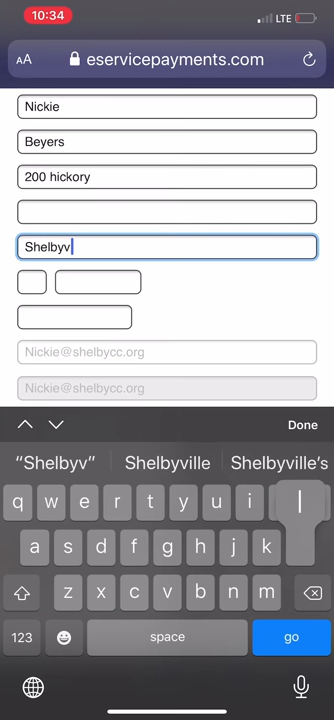 10:34
LTE
AA eservicepayments.com
Nickie
Beyers
200 hickory
Shelbyv
Nickie@shelbycc.org
Nickie@shelbycc.org
Done
“Shelbyv” Shelbyville Shelbyville's
q w e r t y u i l
a s d f g h j k
z x c v b n m
123 space go